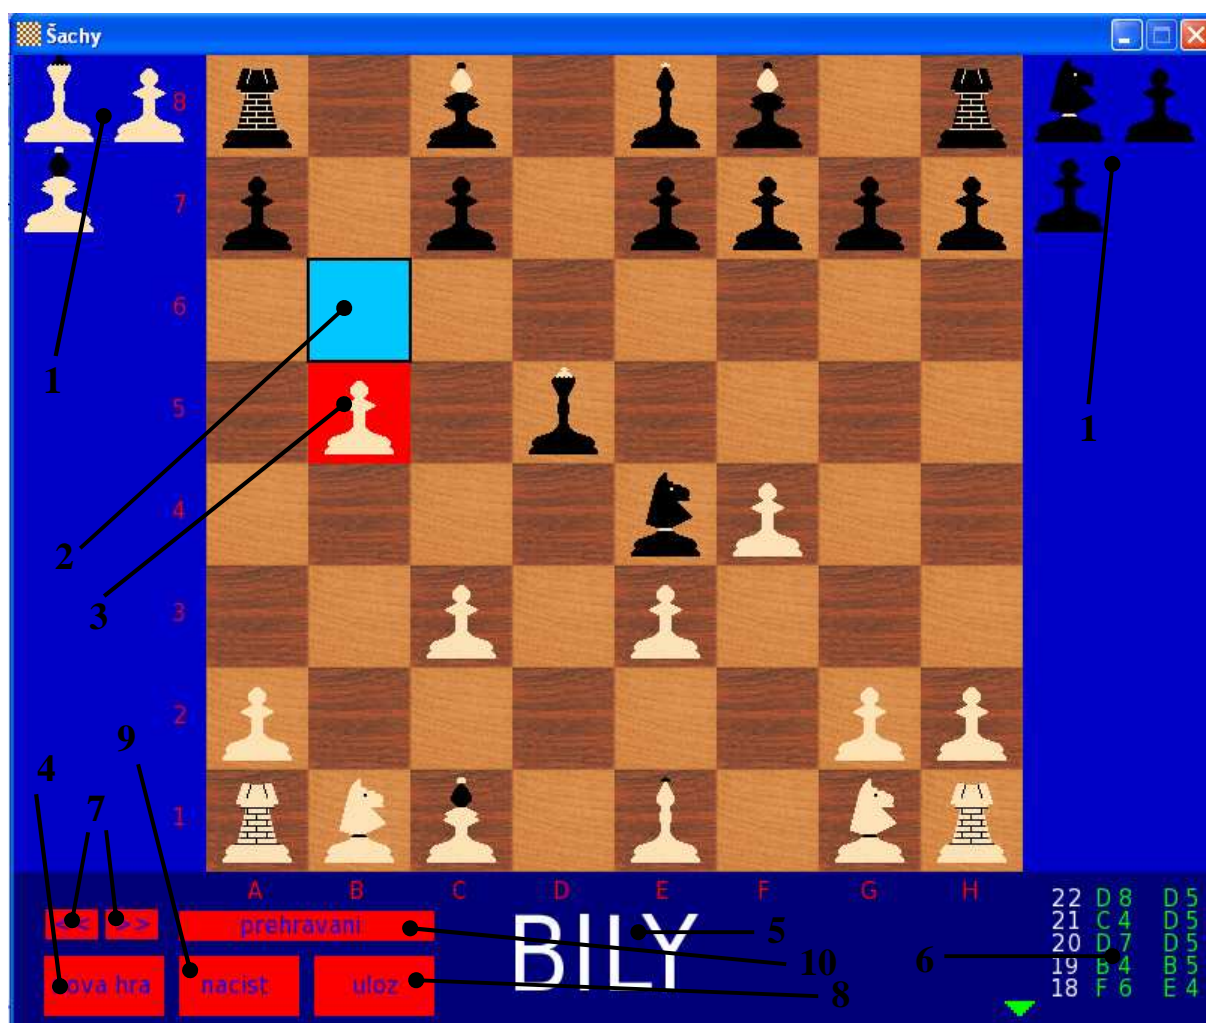 Šachy
8
7
1
6
1
5
2
4
3
3
2
9
4
7
1
A B C D E F G H
<< >> prehravani
BILY
5
22 D 8 D 5
21 C 4 D 5
20 D 7 D 5
19 B 4 B 5
18 F 6 E 4
6
10
nova hra nacist uloz
8